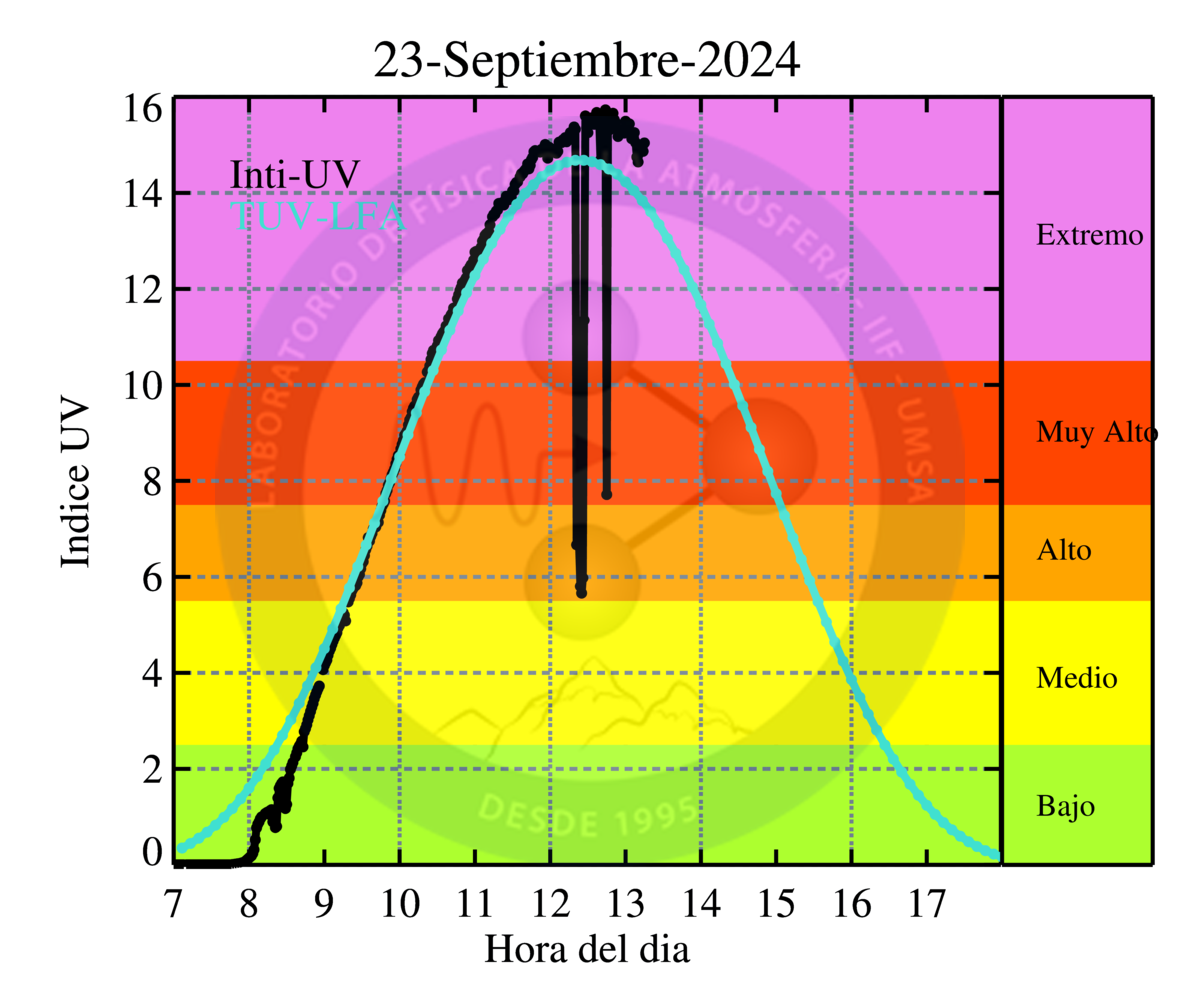 23-Septiembre-2024
Inti-UV
TUV-LFA
Indice UV
16
14
12
10
8
6
4
2
0
7 8 9 10 11 12 13 14 15 16 17
Hora del dia
Extremo
Muy Alto
Alto
Medio
Bajo
LABORATORIO DE FÍSICA DE LA ATMÓSFERA - IIF - UMSA
DESDE 1995